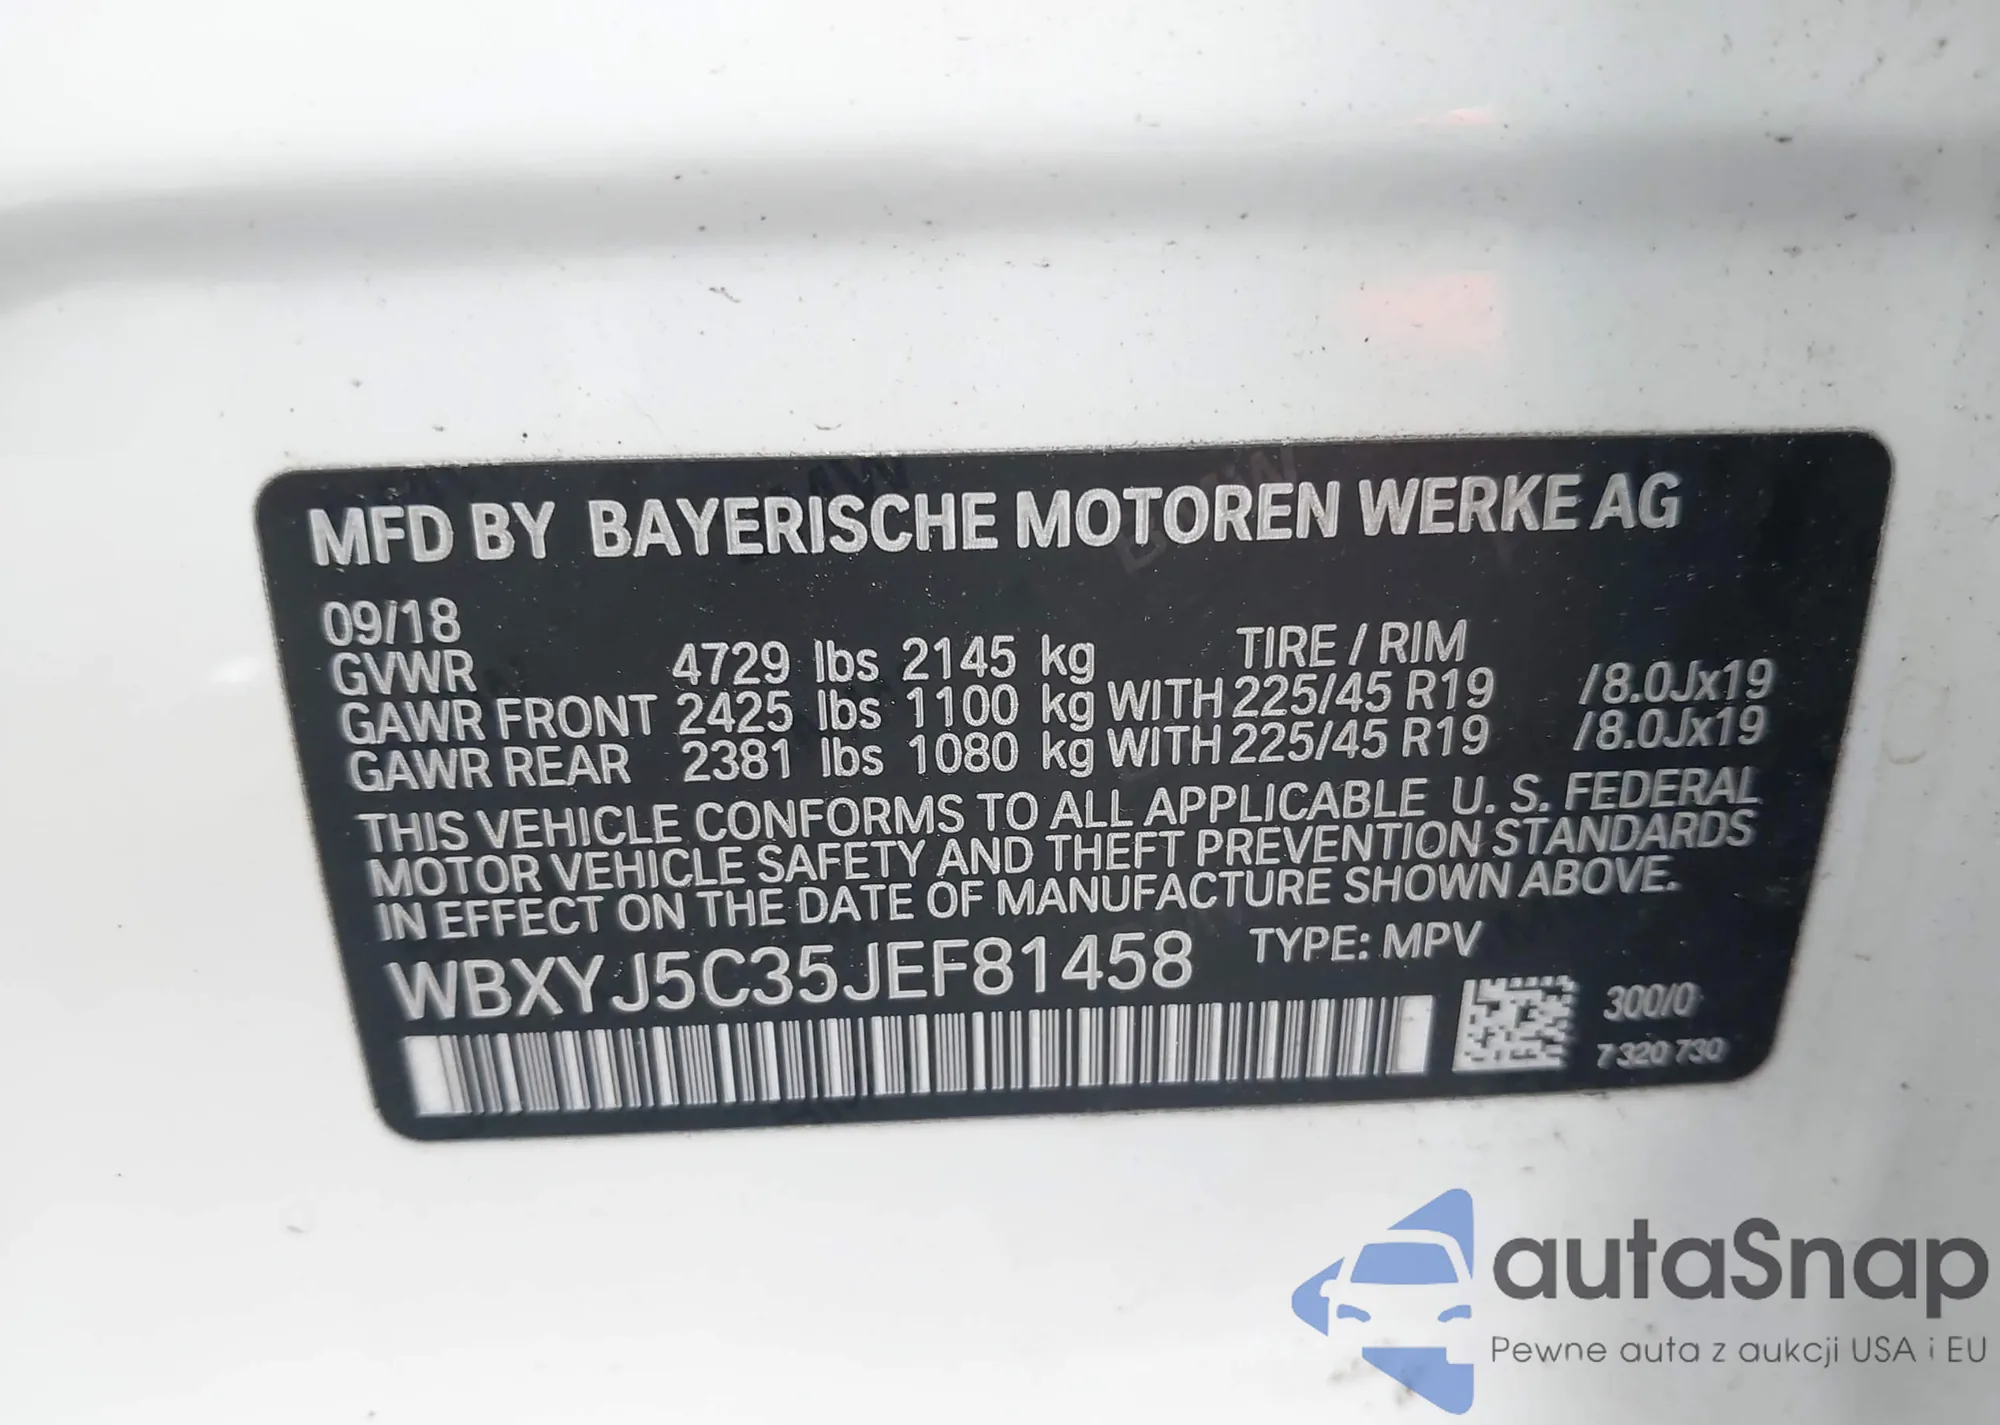 MFD BY BAYERISCHE MOTOREN WERKE AG
09/18
GVWR 4729 lbs 2145 kg TIRE / RIM
GAWR FRONT 2425 lbs 1100 kg WITH 225/45 R19 /8.0Jx19
GAWR REAR 2381 lbs 1080 kg WITH 225/45 R19 /8.0Jx19
THIS VEHICLE CONFORMS TO ALL APPLICABLE U. S. FEDERAL
MOTOR VEHICLE SAFETY AND THEFT PREVENTION STANDARDS
IN EFFECT ON THE DATE OF MANUFACTURE SHOWN ABOVE.
WBXYJ5C35JEF81458 TYPE: MPV
300/0
7 320 730
autaSnap
Pewne auta z aukcji USA i EU